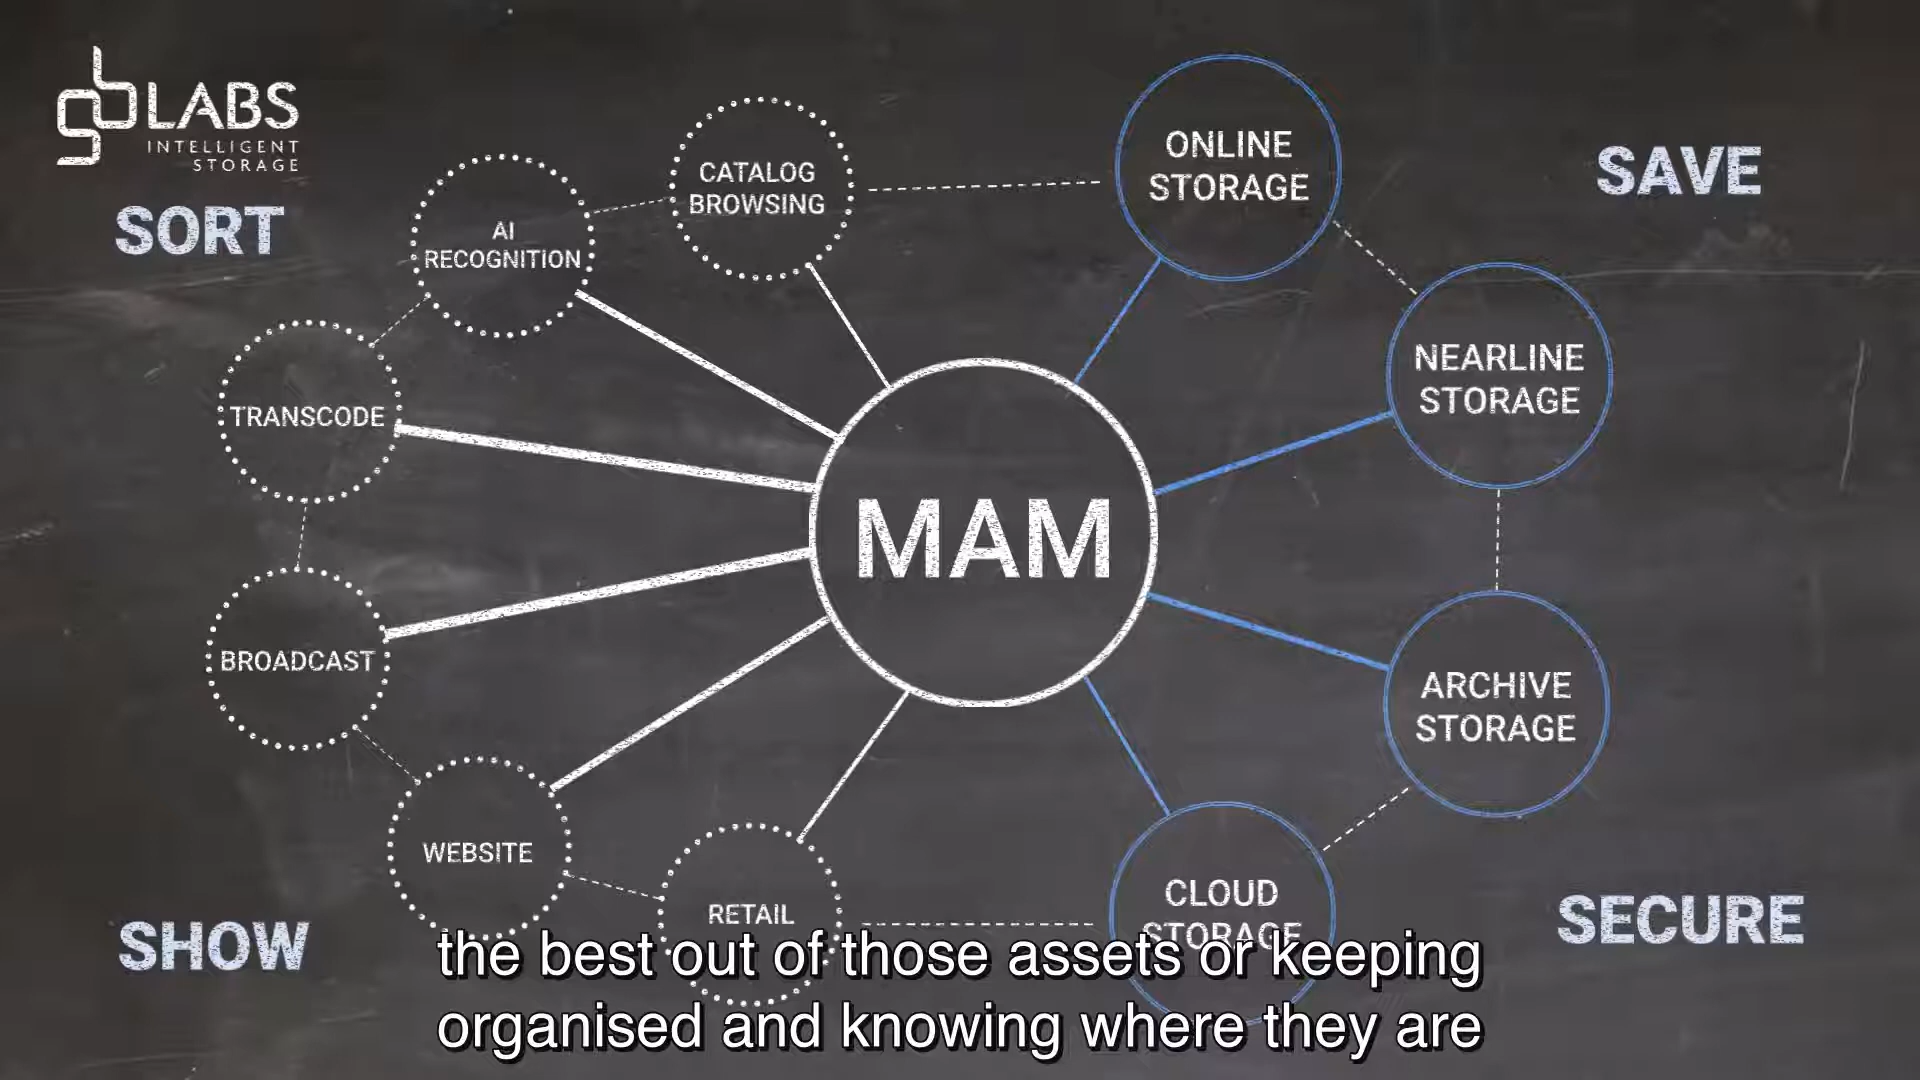 LABS
INTELLIGENT
STORAGE
SORT
AI
RECOGNITION
CATALOG
BROWSING
ONLINE
STORAGE
SAVE
TRANSCODE
NEARLINE
STORAGE
MAM
BROADCAST
ARCHIVE
STORAGE
WEBSITE
RETAIL
CLOUD
STORAGE
SHOW
SECURE
the best out of those assets or keeping
organised and knowing where they are